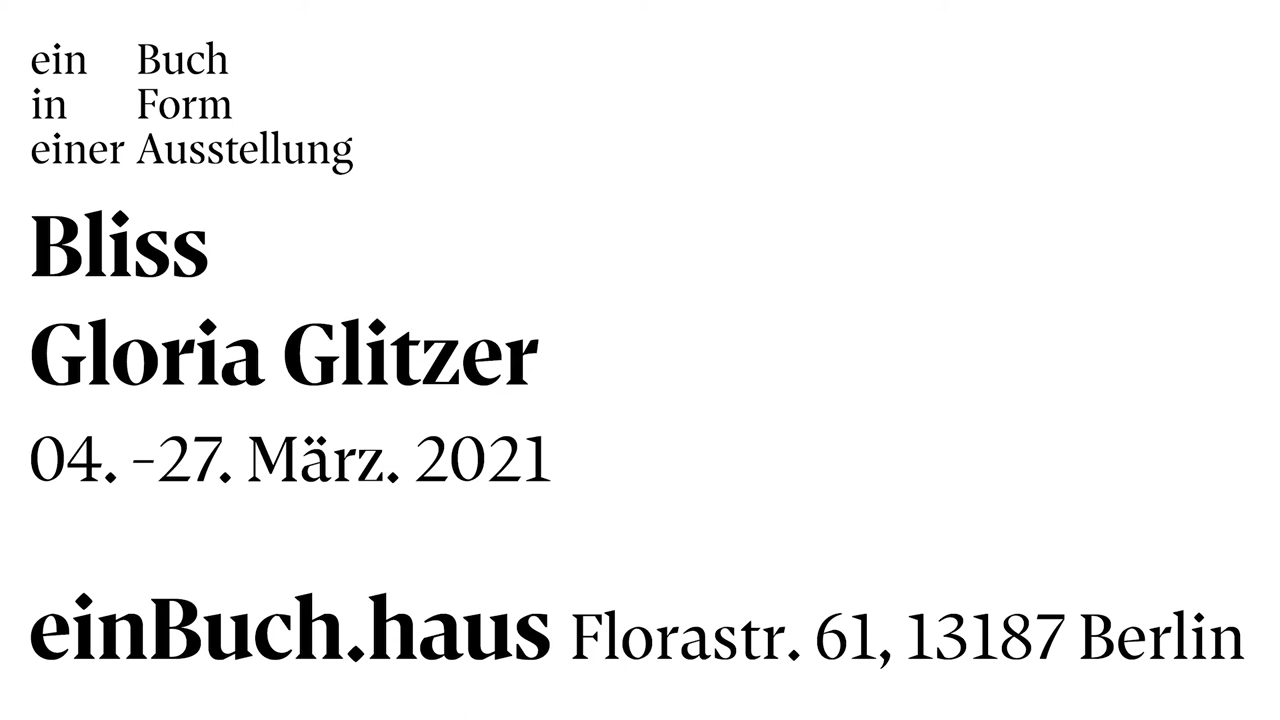 ein Buch
in Form
einer Ausstellung
Bliss
Gloria Glitzer
04. –27. März. 2021
einBuch.haus Florastr. 61, 13187 Berlin